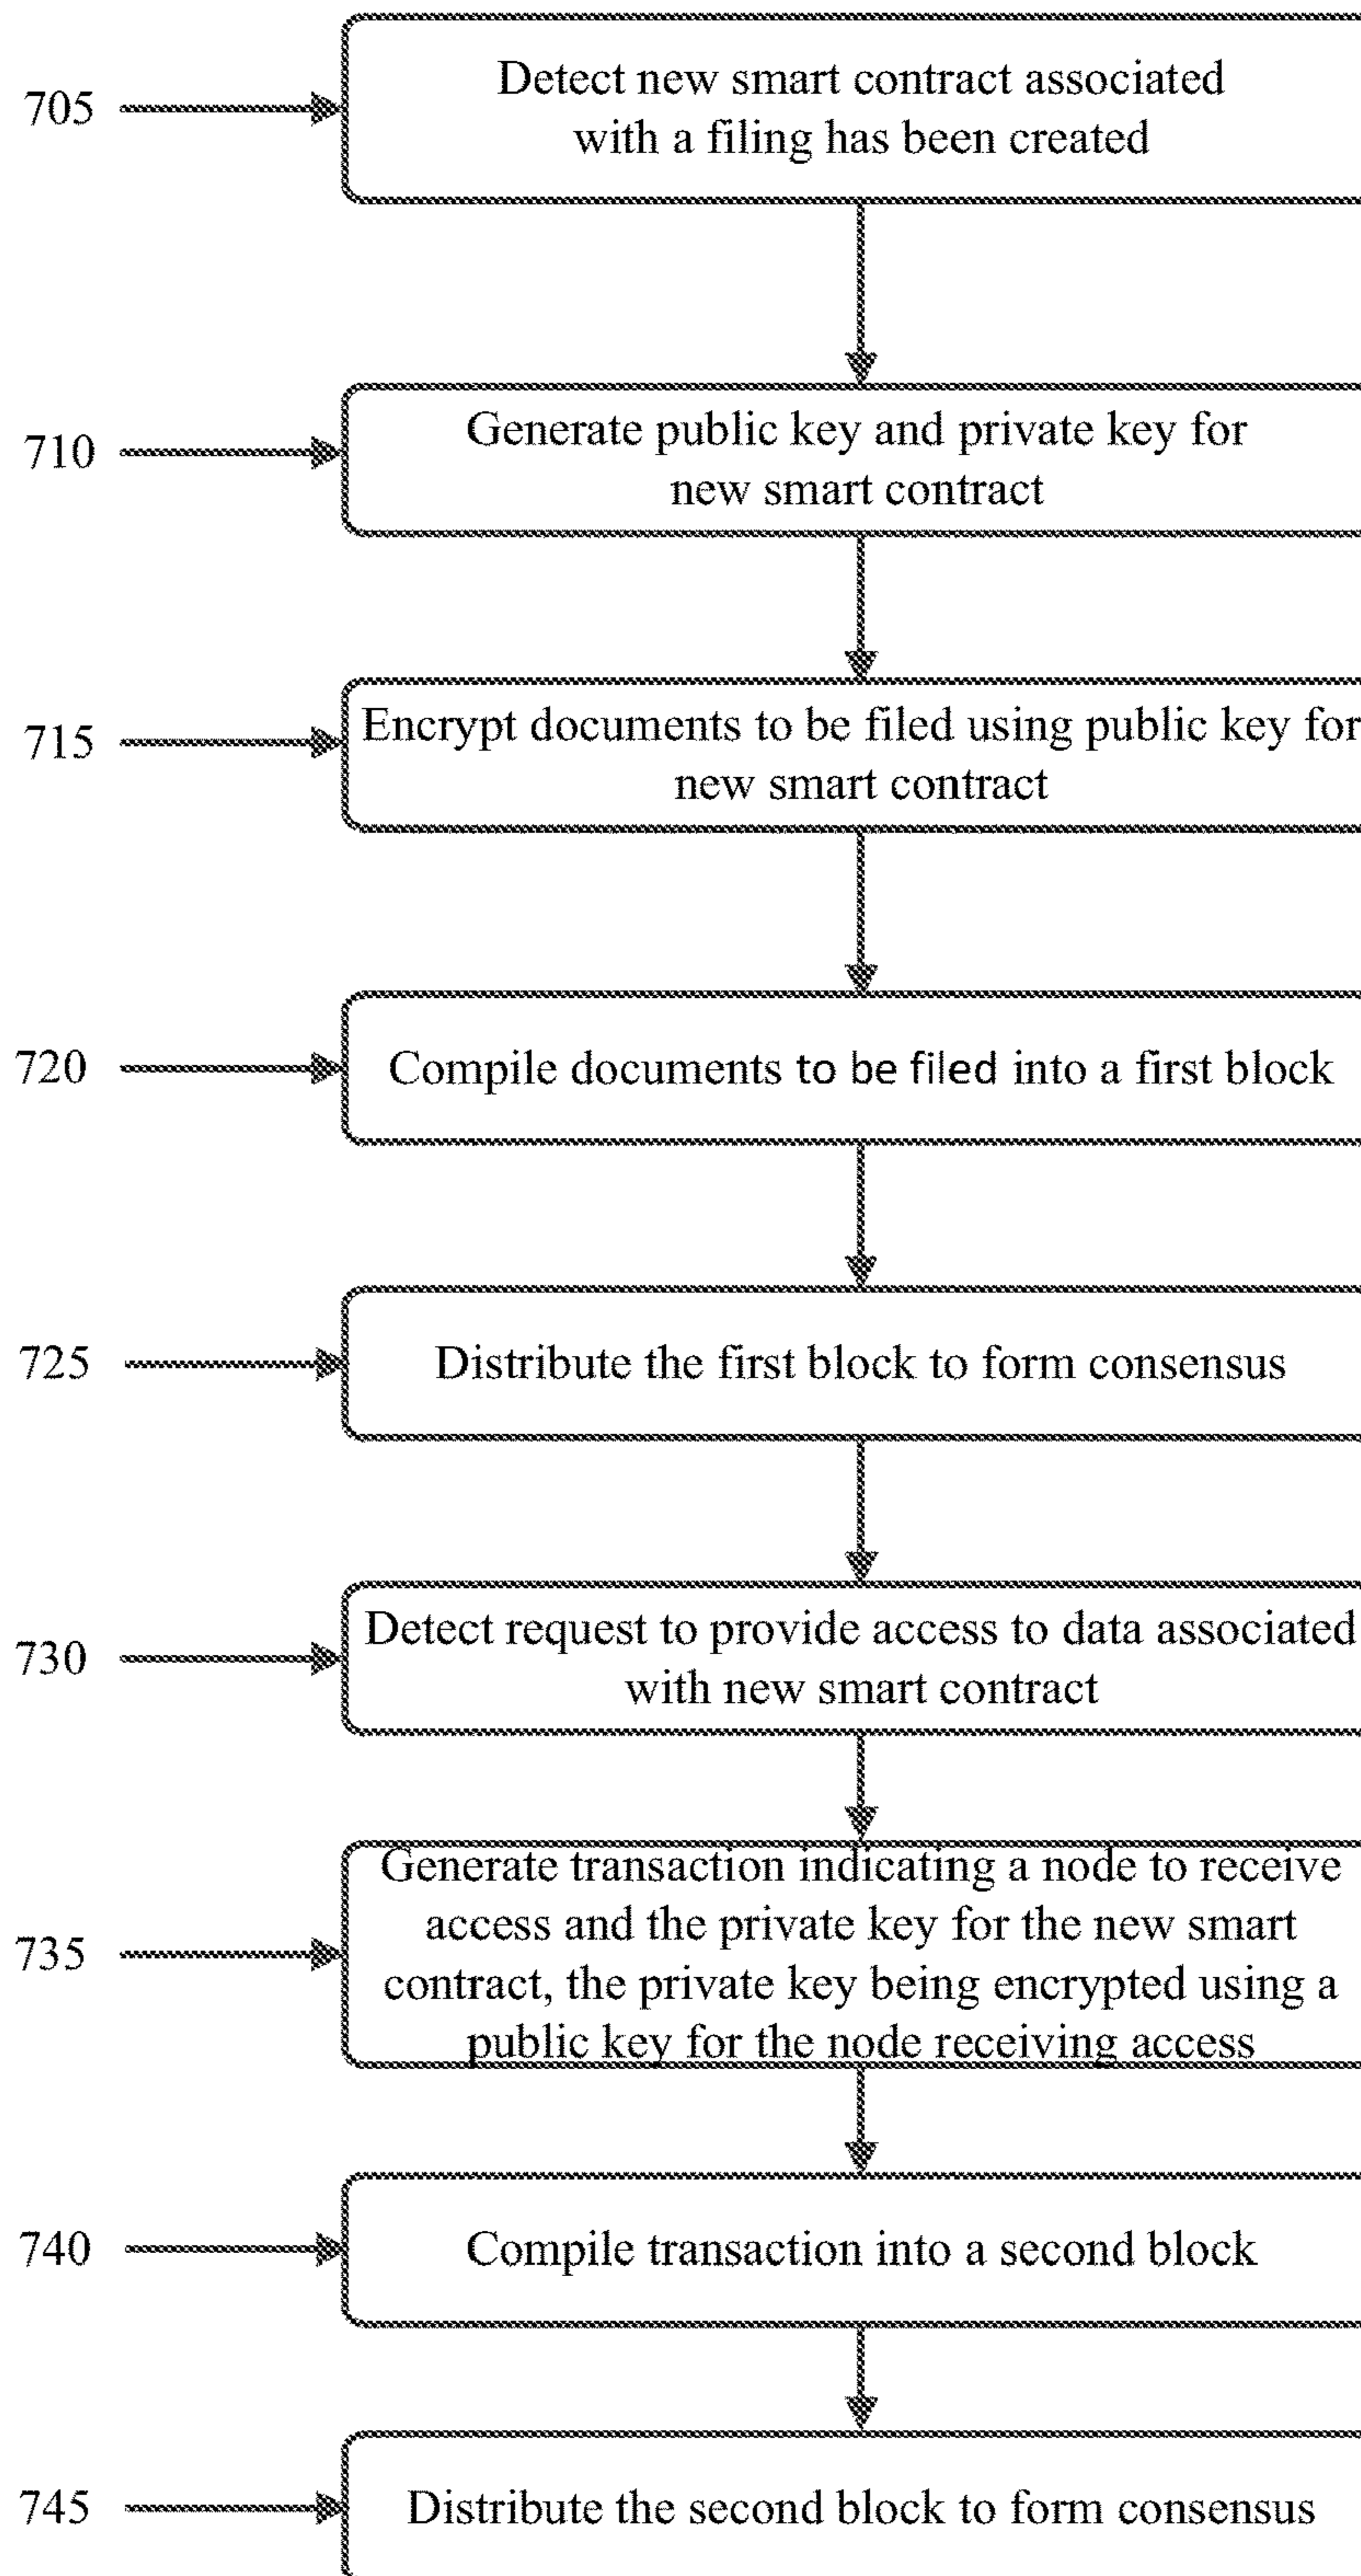 705
Detect new smart contract associated
with a filing has been created
710
Generate public key and private key for
new smart contract
715
Encrypt documents to be filed using public key for
new smart contract
720
Compile documents to be filed into a first block
725
Distribute the first block to form consensus
730
Detect request to provide access to data associated
with new smart contract
735
Generate transaction indicating a node to receive
access and the private key for the new smart
contract, the private key being encrypted using a
public key for the node receiving access
740
Compile transaction into a second block
745
Distribute the second block to form consensus